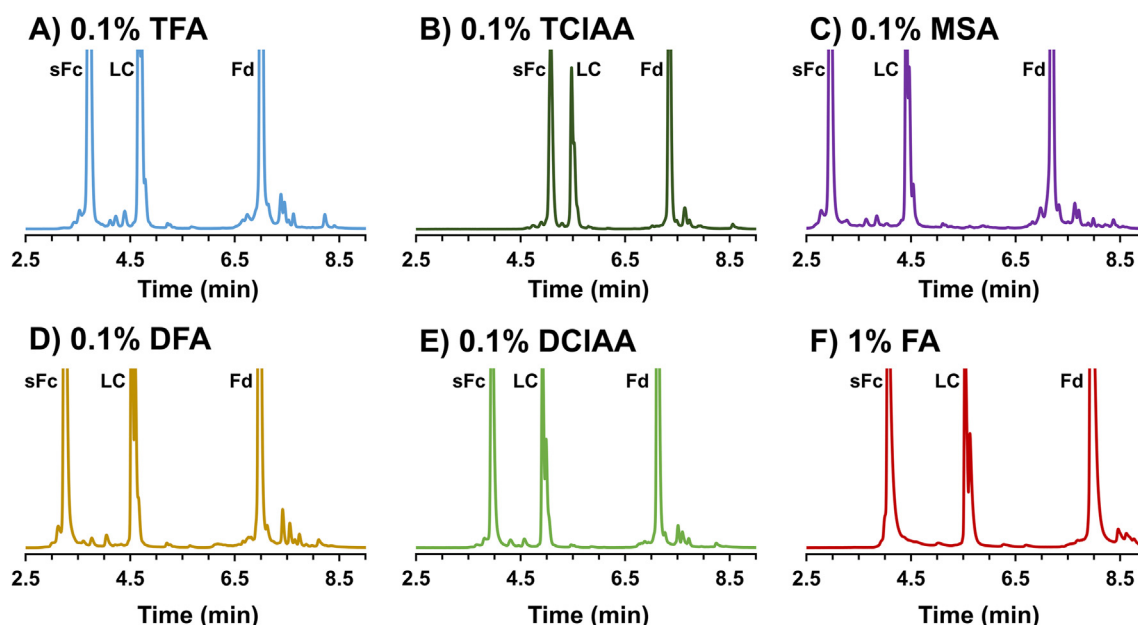 A) 0.1% TFA
sFc LC Fd
2.5 4.5 6.5 8.5
Time (min)
B) 0.1% TCIAA
sFc LC Fd
2.5 4.5 6.5 8.5
Time (min)
C) 0.1% MSA
sFc LC Fd
2.5 4.5 6.5 8.5
Time (min)
D) 0.1% DFA
sFc LC Fd
2.5 4.5 6.5 8.5
Time (min)
E) 0.1% DCIAA
sFc LC Fd
2.5 4.5 6.5 8.5
Time (min)
F) 1% FA
sFc LC Fd
2.5 4.5 6.5 8.5
Time (min)